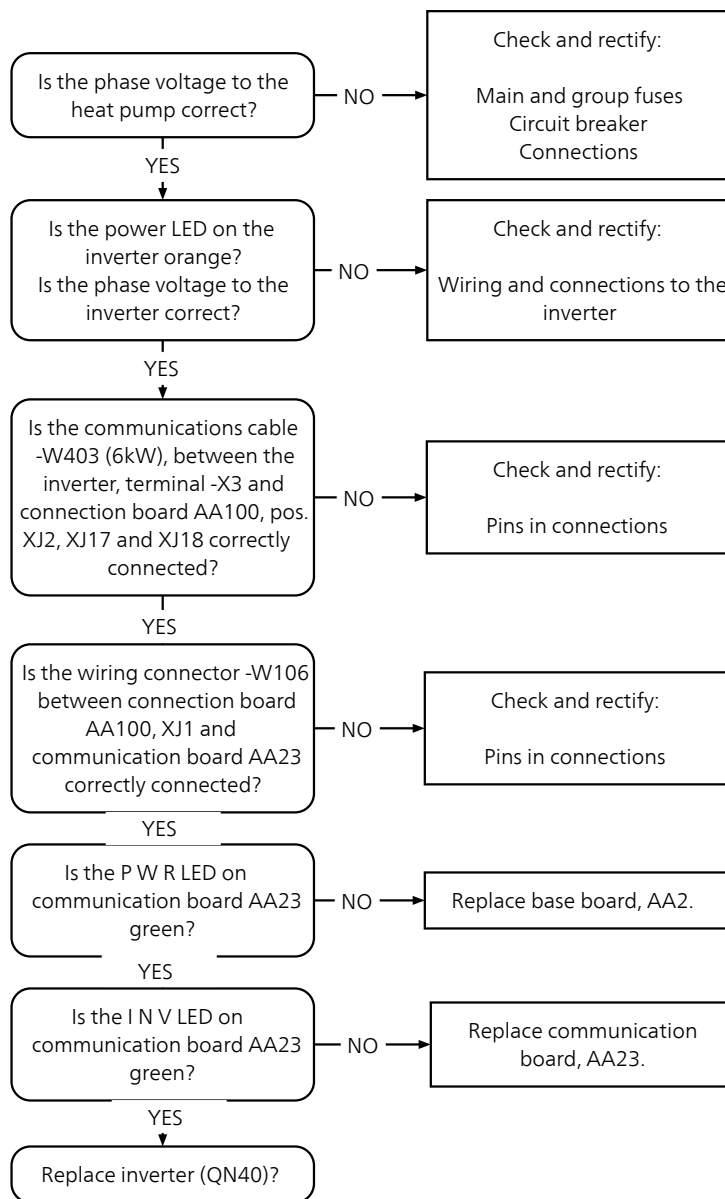 Is the phase voltage to the
heat pump correct?
NO
Check and rectify:
Main and group fuses
Circuit breaker
Connections
YES
Is the power LED on the
inverter orange?
Is the phase voltage to the
inverter correct?
NO
Check and rectify:
Wiring and connections to the
inverter
YES
Is the communications cable
-W403 (6kW), between the
inverter, terminal -X3 and
connection board AA100, pos.
XJ2, XJ17 and XJ18 correctly
connected?
NO
Check and rectify:
Pins in connections
YES
Is the wiring connector -W106
between connection board
AA100, XJ1 and
communication board AA23
correctly connected?
NO
Check and rectify:
Pins in connections
YES
Is the P W R LED on
communication board AA23
green?
NO
Replace base board, AA2.
YES
Is the I N V LED on
communication board AA23
green?
NO
Replace communication
board, AA23.
YES
Replace inverter (QN40)?